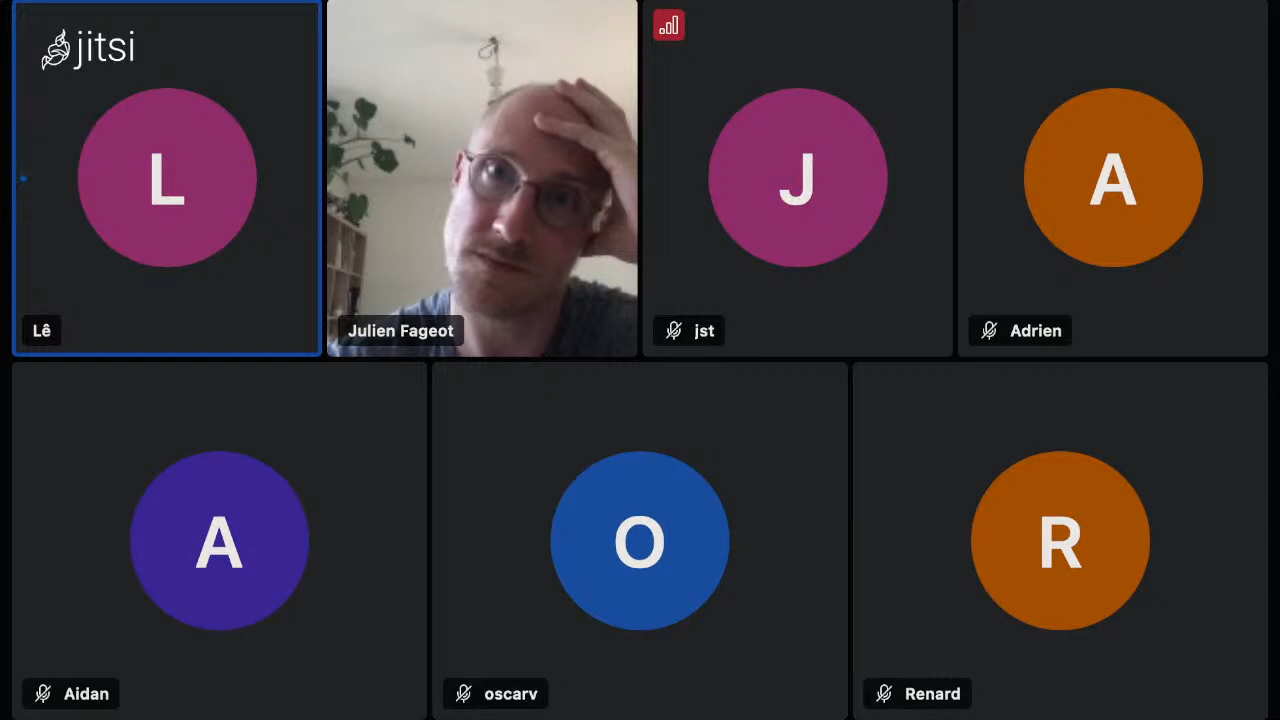 jitsi
L
Lê
Julien Fageot
J
jst
A
Adrien
A
Aidan
O
oscarv
R
Renard